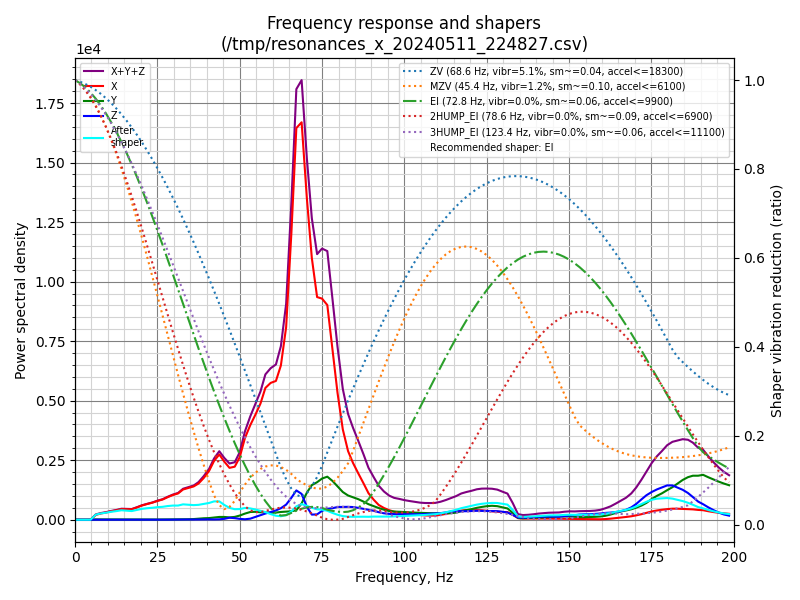 Frequency response and shapers
(/tmp/resonances_x_20240511_224827.csv)
1e4
X+Y+Z
X
Y
Z
After
shaper
ZV (68.6 Hz, vibr=5.1%, sm~=0.04, accel<=18300)
MZV (45.4 Hz, vibr=1.2%, sm~=0.10, accel<=6100)
EI (72.8 Hz, vibr=0.0%, sm~=0.06, accel<=9900)
2HUMP_EI (78.6 Hz, vibr=0.0%, sm~=0.09, accel<=6900)
3HUMP_EI (123.4 Hz, vibr=0.0%, sm~=0.06, accel<=11100)
Recommended shaper: EI
1.75
1.50
1.25
1.00
0.75
0.50
0.25
0.00
Power spectral density
1.0
0.8
0.6
0.4
0.2
0.0
Shaper vibration reduction (ratio)
0 25 50 75 100 125 150 175 200
Frequency, Hz